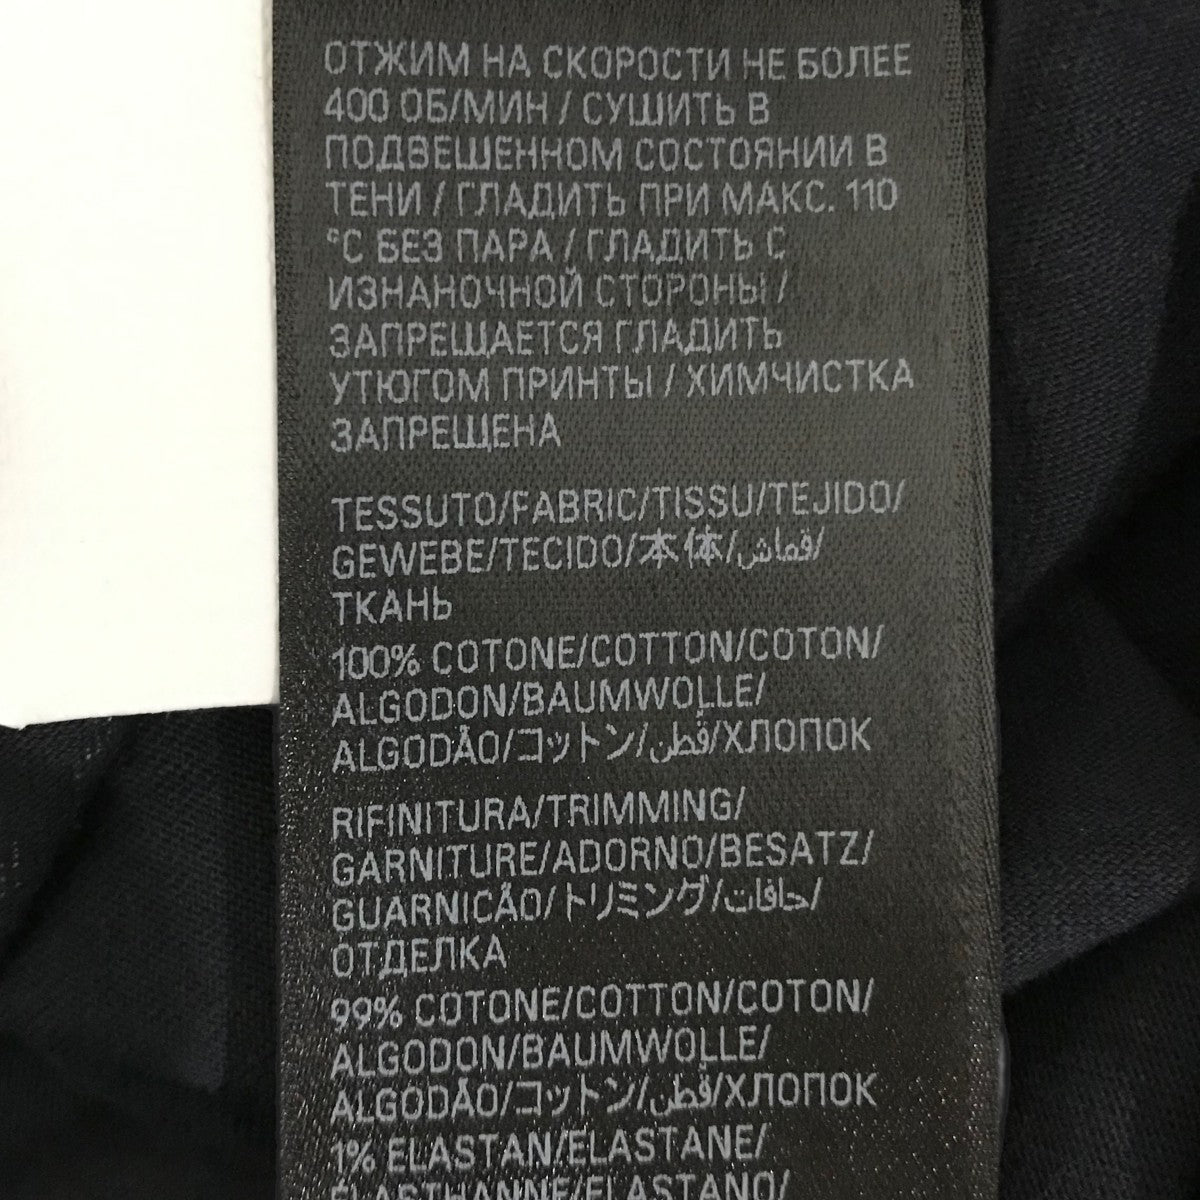 ОТЖИМ НА СКОРОСТИ НЕ БОЛЕЕ
400 ОБ/МИН / СУШИТЬ В
ПОДВЕШЕННОМ СОСТОЯНИИ В
ТЕНИ / ГЛАДИТЬ ПРИ МАКС. 110
°C БЕЗ ПАРА / ГЛАДИТЬ С
ИЗНАНОЧНОЙ СТОРОНЫ /
ЗАПРЕЩАЕТСЯ ГЛАДИТЬ
УТЮГОМ ПРИНТЫ / ХИМЧИСТКА
ЗАПРЕЩЕНА
TESSUTO/FABRIC/TISSU/TEJIDO/
GEWEBE/TECIDO/本体/قماش/
ТКАНЬ
100% COTONE/COTTON/COTON/
ALGODON/BAUMWOLLE/
ALGODÃO/コットン/قطن/ХЛОПОК
RIFINITURA/TRIMMING/
GARNITURE/ADORNO/BESATZ/
GUARNICÃO/トリミング/حافات/
ОТДЕЛКА
99% COTONE/COTTON/COTON/
ALGODON/BAUMWOLLE/
ALGODÃO/コットン/قطن/ХЛОПОК
1% ELASTAN/ELASTANE/
ÉLASTHANNE/ELASTANO/